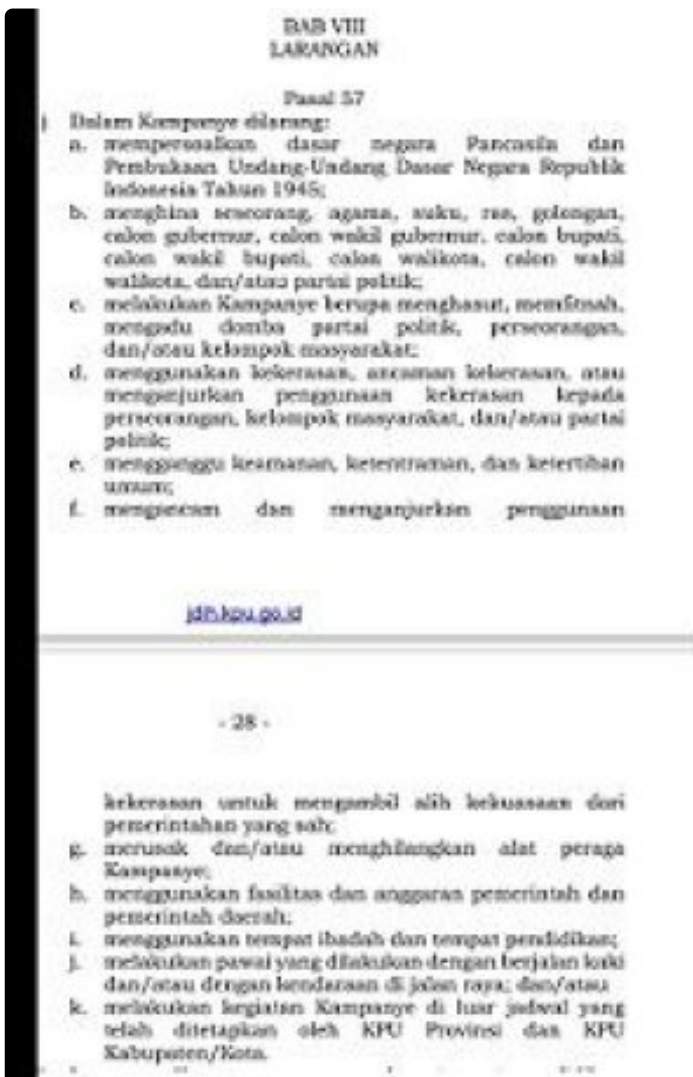 BAB VIII
LARANGAN
Pasal 57
) Dalam Kampanye dilarang:
a. mempersoalkan dasar negara Pancasila dan
Pembukaan Undang-Undang Dasar Negara Republik
Indonesia Tahun 1945;
b. menghina seseorang, agama, suku, ras, golongan,
calon gubernur, calon wakil gubernur, calon bupati,
calon wakil bupati, calon walikota, calon wakil
walikota, dan/atau partai politik;
c. melakukan Kampanye berupa menghasut, memfitnah,
mengadu domba partai politik, perseorangan,
dan/atau kelompok masyarakat;
d. menggunakan kekerasan, ancaman kekerasan, atau
menganjurkan penggunaan kekerasan kepada
perseorangan, kelompok masyarakat, dan/atau partai
politik;
e. mengganggu keamanan, ketentraman, dan ketertiban
umum;
f. mengancam dan menganjurkan penggunaan
jdih.kpu.go.id
- 28 -
kekerasan untuk mengambil alih kekuasaan dari
pemerintahan yang sah;
g. merusak dan/atau menghilangkan alat peraga
Kampanye;
h. menggunakan fasilitas dan anggaran pemerintah dan
pemerintah daerah;
i. menggunakan tempat ibadah dan tempat pendidikan;
j. melakukan pawai yang dilakukan dengan berjalan kaki
dan/atau dengan kendaraan di jalan raya; dan/atau
k. melakukan kegiatan Kampanye di luar jadwal yang
telah ditetapkan oleh KPU Provinsi dan KPU
Kabupaten/Kota.